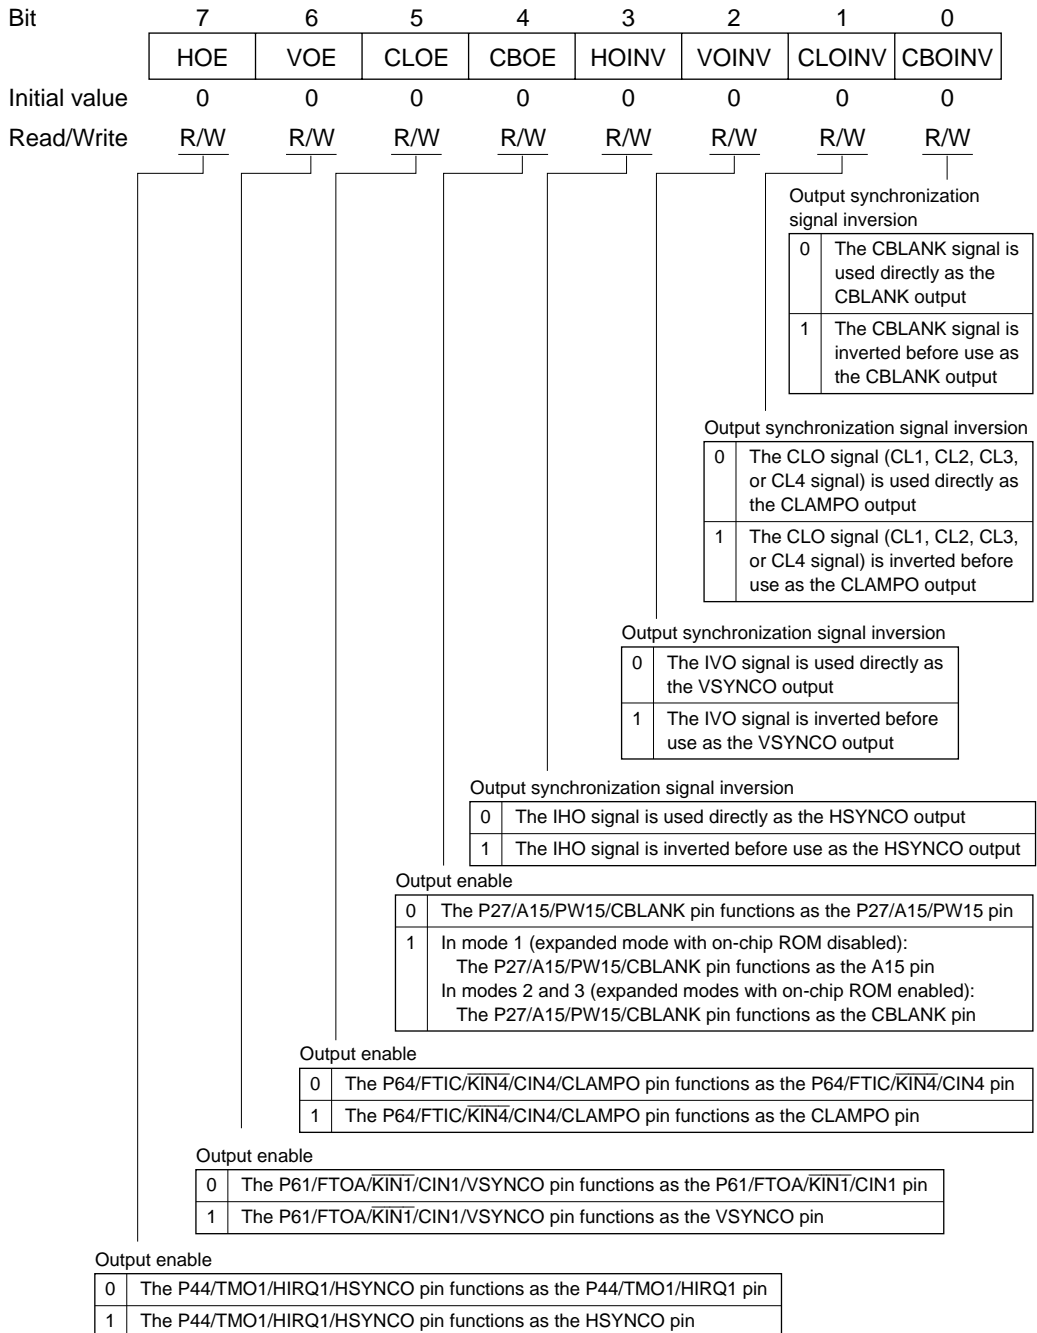 Bit 7 6 5 4 3 2 1 0
HOE VOE CLOE CBOE HOINV VOINV CLOINV CBOINV
Initial value 0 0 0 0 0 0 0 0
Read/Write R/W R/W R/W R/W R/W R/W R/W R/W
Output synchronization
signal inversion
0 The CBLANK signal is
used directly as the
CBLANK output
1 The CBLANK signal is
inverted before use as
the CBLANK output
Output synchronization signal inversion
0 The CLO signal (CL1, CL2, CL3,
or CL4 signal) is used directly as
the CLAMPO output
1 The CLO signal (CL1, CL2, CL3,
or CL4 signal) is inverted before
use as the CLAMPO output
Output synchronization signal inversion
0 The IVO signal is used directly as
the VSYNCO output
1 The IVO signal is inverted before
use as the VSYNCO output
Output synchronization signal inversion
0 The IHO signal is used directly as the HSYNCO output
1 The IHO signal is inverted before use as the HSYNCO output
Output enable
0 The P27/A15/PW15/CBLANK pin functions as the P27/A15/PW15 pin
1 In mode 1 (expanded mode with on-chip ROM disabled):
The P27/A15/PW15/CBLANK pin functions as the A15 pin
In modes 2 and 3 (expanded modes with on-chip ROM enabled):
The P27/A15/PW15/CBLANK pin functions as the CBLANK pin
Output enable
0 The P64/FTIC/K̅I̅N̅4̅/CIN4/CLAMPO pin functions as the P64/FTIC/K̅I̅N̅4̅/CIN4 pin
1 The P64/FTIC/K̅I̅N̅4̅/CIN4/CLAMPO pin functions as the CLAMPO pin
Output enable
0 The P61/FTOA/K̅I̅N̅1̅/CIN1/VSYNCO pin functions as the P61/FTOA/K̅I̅N̅1̅/CIN1 pin
1 The P61/FTOA/K̅I̅N̅1̅/CIN1/VSYNCO pin functions as the VSYNCO pin
Output enable
0 The P44/TMO1/HIRQ1/HSYNCO pin functions as the P44/TMO1/HIRQ1 pin
1 The P44/TMO1/HIRQ1/HSYNCO pin functions as the HSYNCO pin